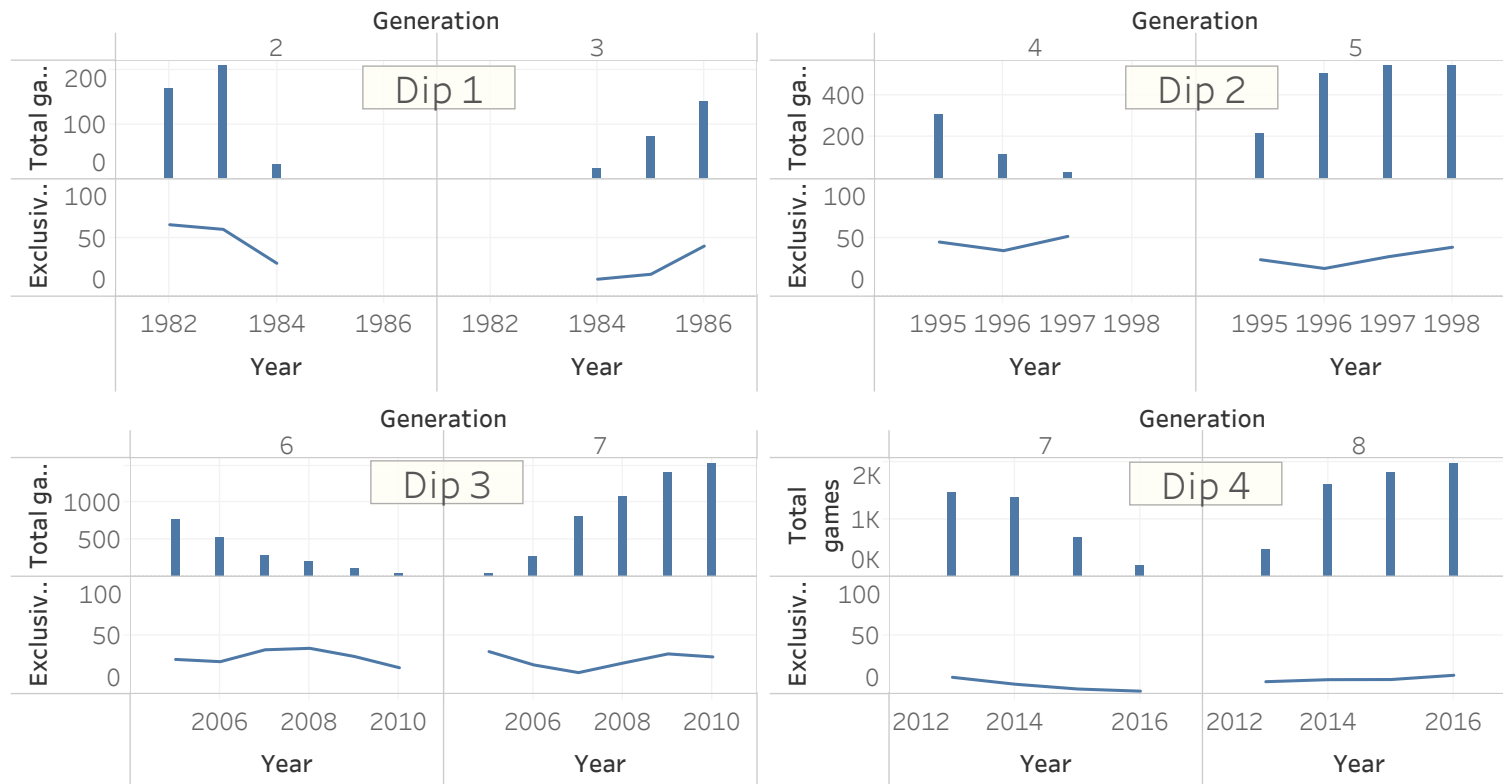 Generation
2 3
Dip 1
Total ga..
200
100
0
Exclusiv..
100
50
0
1982 1984 1986 1982 1984 1986
Year Year
Generation
4 5
Dip 2
Total ga..
400
200
Exclusiv..
100
50
0
1995 1996 1997 1998 1995 1996 1997 1998
Year Year
Generation
6 7
Dip 3
Total ga..
1000
500
Exclusiv..
100
50
0
2006 2008 2010 2006 2008 2010
Year Year
Generation
7 8
Dip 4
Total
games
2K
1K
0K
Exclusiv..
100
50
0
2012 2014 2016 2012 2014 2016
Year Year